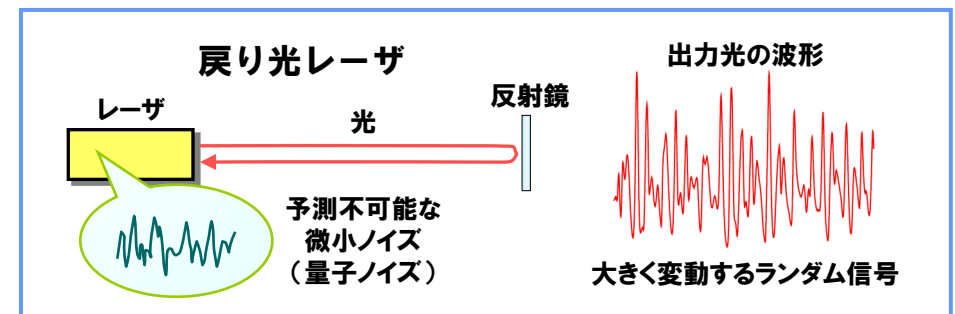 戻り光レーザ
出力光の波形
レーザ
光
反射鏡
予測不可能な
微小ノイズ
（量子ノイズ）
大きく変動するランダム信号